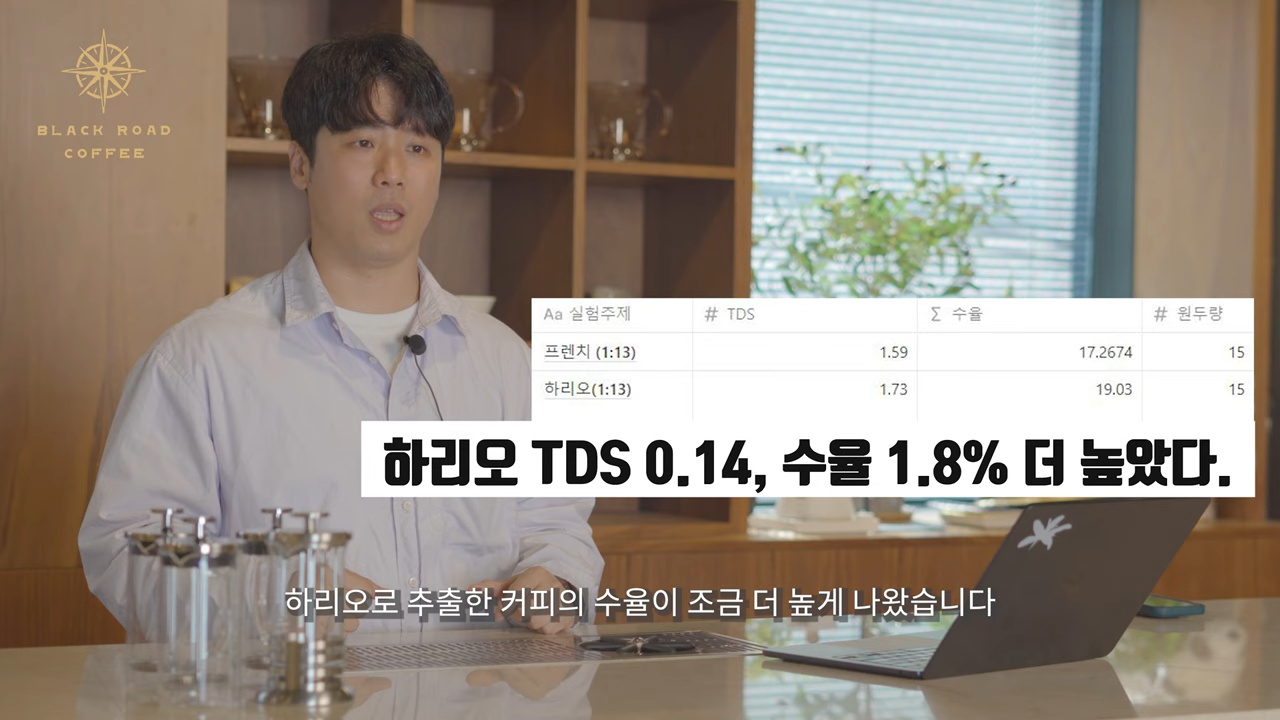 BLACK ROAD
COFFEE
Aa 실험주제 # TDS Σ 수율 # 원두량
프렌치 (1:13) 1.59 17.2674 15
하리오(1:13) 1.73 19.03 15
하리오 TDS 0.14, 수율 1.8% 더 높았다.
하리오로 추출한 커피의 수율이 조금 더 높게 나왔습니다